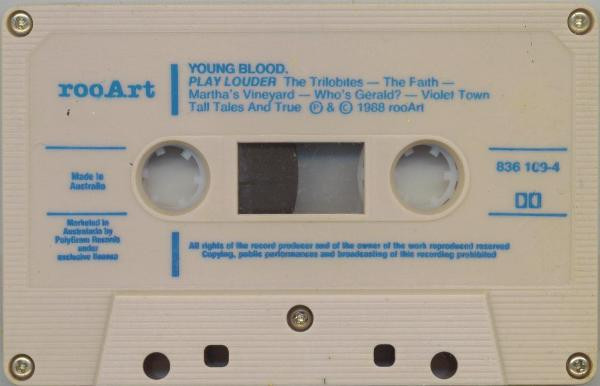 rooArt
YOUNG BLOOD.
PLAY LOUDER The Trilobites — The Faith —
Martha's Vineyard — Who's Gerald? — Violet Town
Tall Tales And True Ⓟ & © 1988 rooArt
Made in
Australia
836 109-4
Marketed in
Australasia by
PolyGram Records
under
exclusive licence
All rights of the record producer and of the owner of the work reproduced reserved
Copying, public performances and broadcasting of this recording prohibited